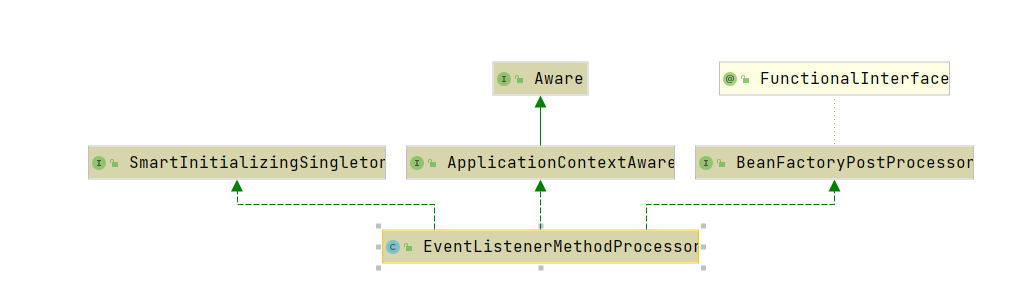 Aware
FunctionalInterface
SmartInitializingSingleton
ApplicationContextAware
BeanFactoryPostProcessor
EventListenerMethodProcessor